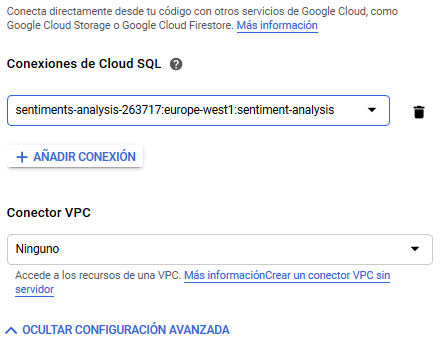 Conecta directamente desde tu código con otros servicios de Google Cloud, como
Google Cloud Storage o Google Cloud Firestore. Más información
Conexiones de Cloud SQL ?
sentiments-analysis-263717:europe-west1:sentiment-analysis
+ AÑADIR CONEXIÓN
Conector VPC
Ninguno
Accede a los recursos de una VPC. Más informaciónCrear un conector VPC sin
servidor
OCULTAR CONFIGURACIÓN AVANZADA